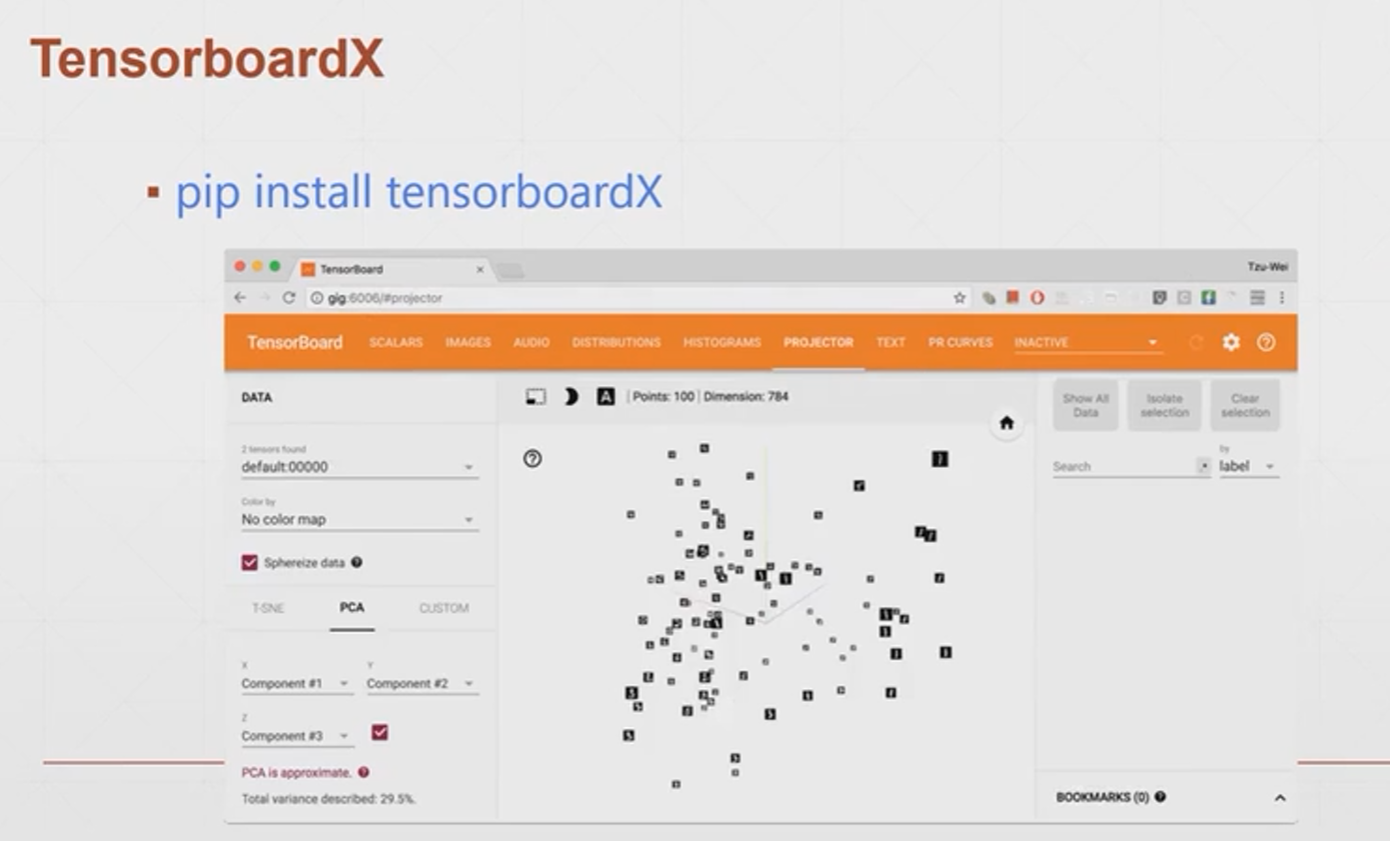 TensorboardX
pip install tensorboardX
TensorBoard
Tzu-Wei
gig:6006/#projector
TensorBoard SCALARS IMAGES AUDIO DISTRIBUTIONS HISTOGRAMS PROJECTOR TEXT PR CURVES INACTIVE
DATA
Points: 100 | Dimension: 784
Show All Data
Isolate selection
Clear selection
2 tensors found
default:00000
Search
by
label
Color by
No color map
Sphereize data
T-SNE PCA CUSTOM
X Y
Component #1 Component #2
Z
Component #3
PCA is approximate.
Total variance described: 29.5%.
BOOKMARKS (0)